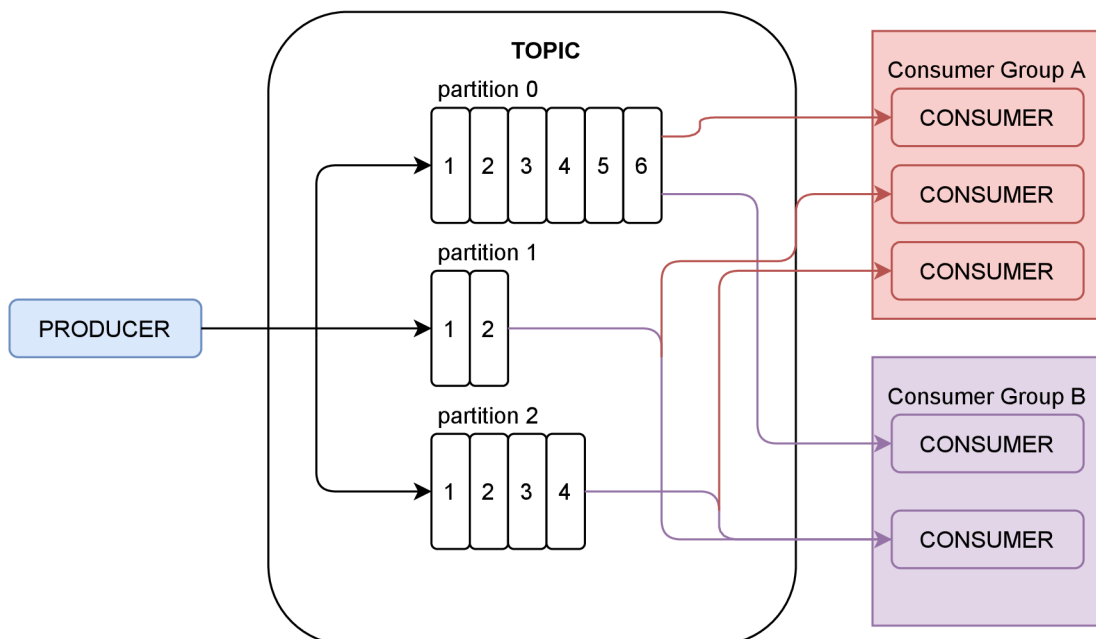 TOPIC
partition 0
1 2 3 4 5 6
partition 1
1 2
partition 2
1 2 3 4
PRODUCER
Consumer Group A
CONSUMER
CONSUMER
CONSUMER
Consumer Group B
CONSUMER
CONSUMER